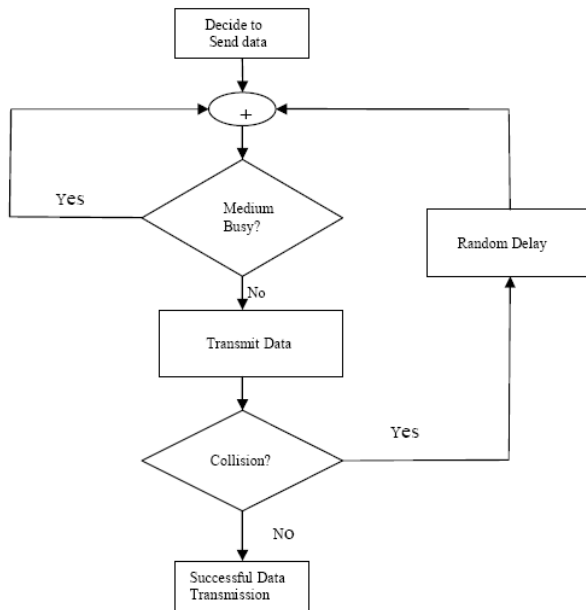 Decide to
Send data
+
Yes
Medium
Busy?
Random Delay
No
Transmit Data
Yes
Collision?
No
Successful Data
Transmission